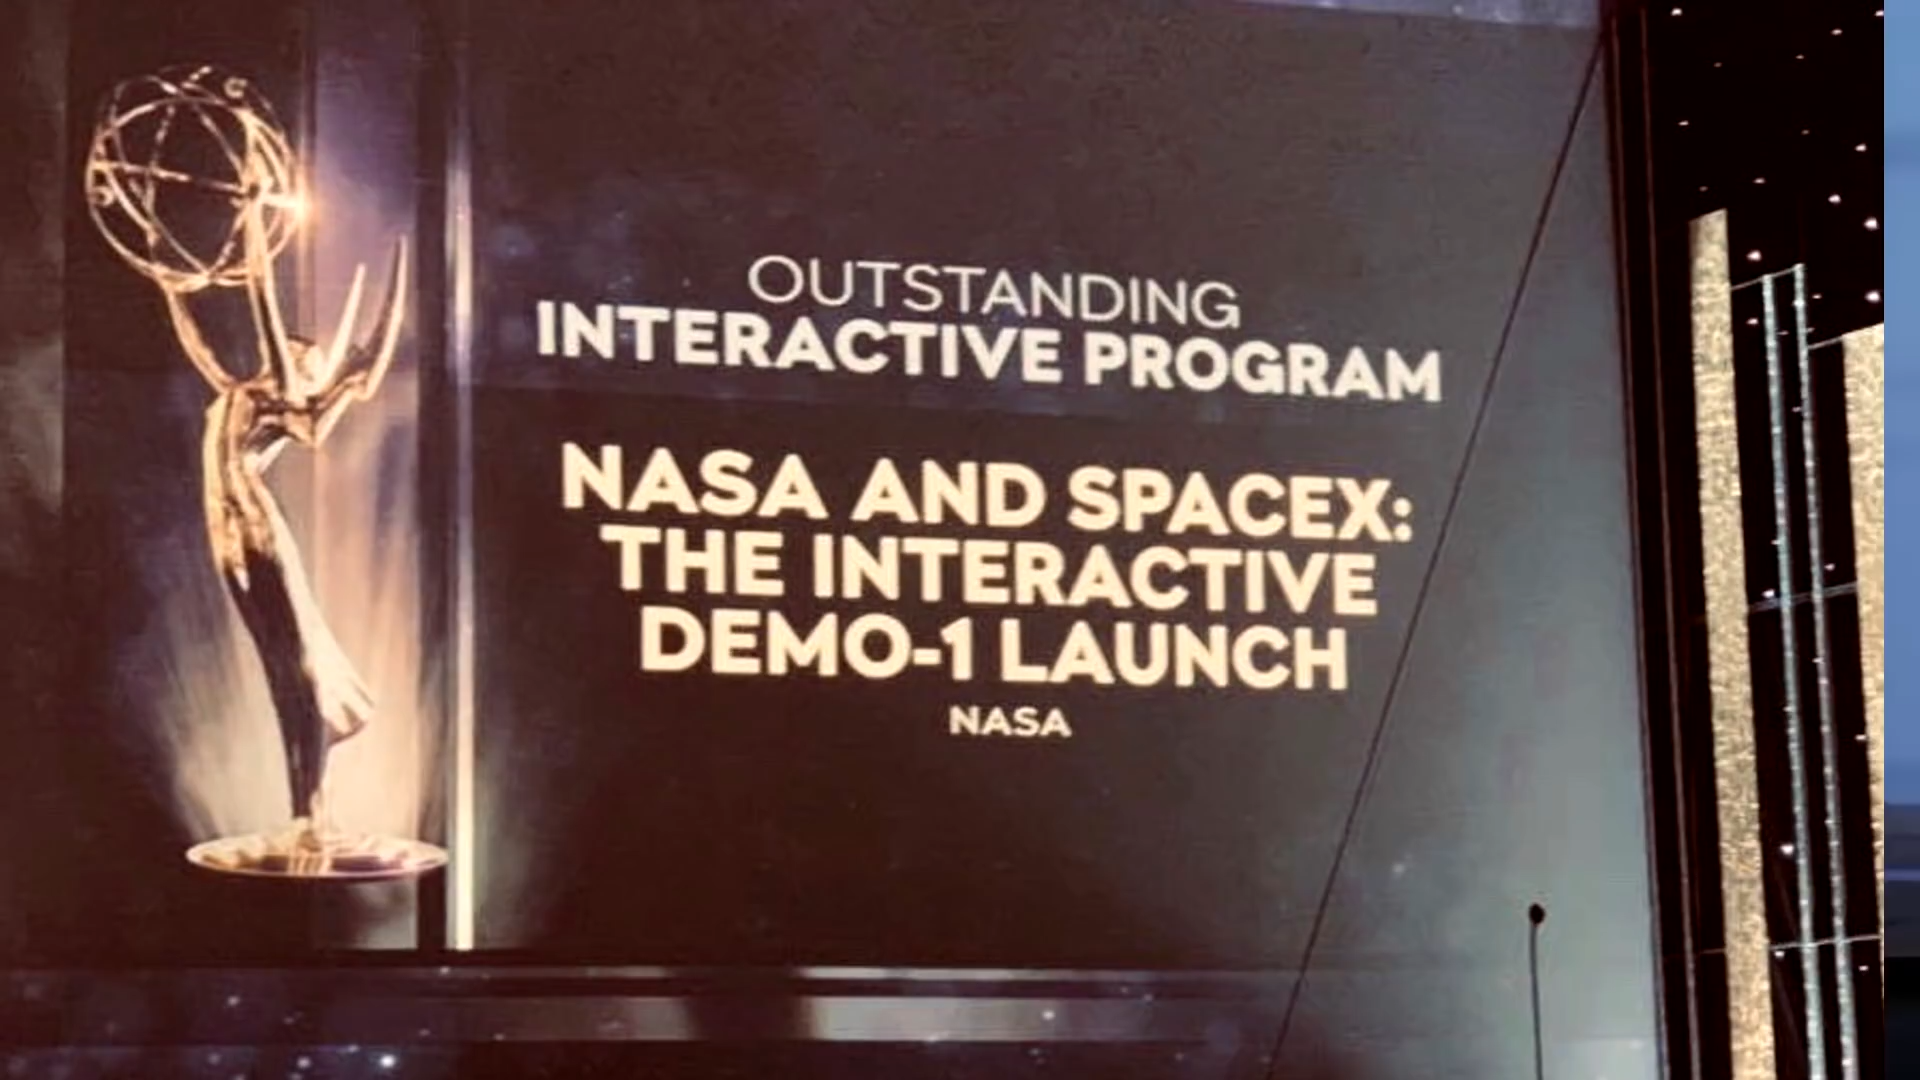 OUTSTANDING
INTERACTIVE PROGRAM
NASA AND SPACEX:
THE INTERACTIVE
DEMO-1 LAUNCH
NASA